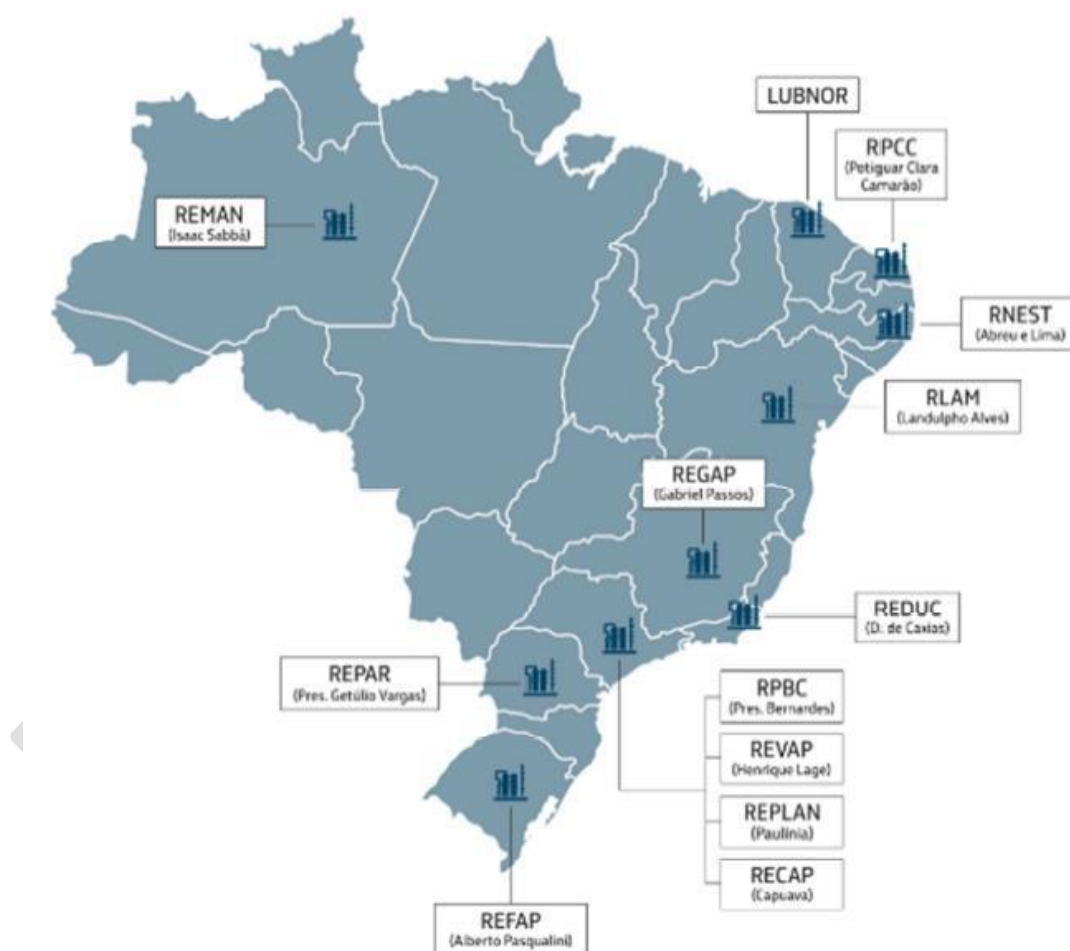 LUBNOR
RPCC
(Potiguar Clara
Camarão)
REMAN
(Isaac Sabbá)
RNEST
(Abreu e Lima)
RLAM
(Landulpho Alves)
REGAP
(Gabriel Passos)
REDUC
(D. de Caxias)
REPAR
(Pres. Getúlio Vargas)
RPBC
(Pres. Bernardes)
REVAP
(Henrique Lage)
REPLAN
(Paulínia)
RECAP
(Capuava)
REFAP
(Alberto Pasqualini)